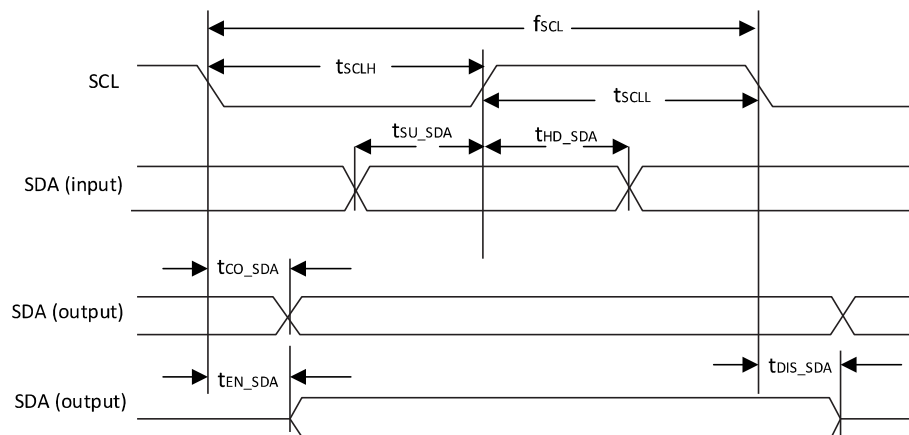 fSCL
SCL
tSCLH
tSCLL
tSU_SDA
tHD_SDA
SDA (input)
tCO_SDA
SDA (output)
tEN_SDA
tDIS_SDA
SDA (output)